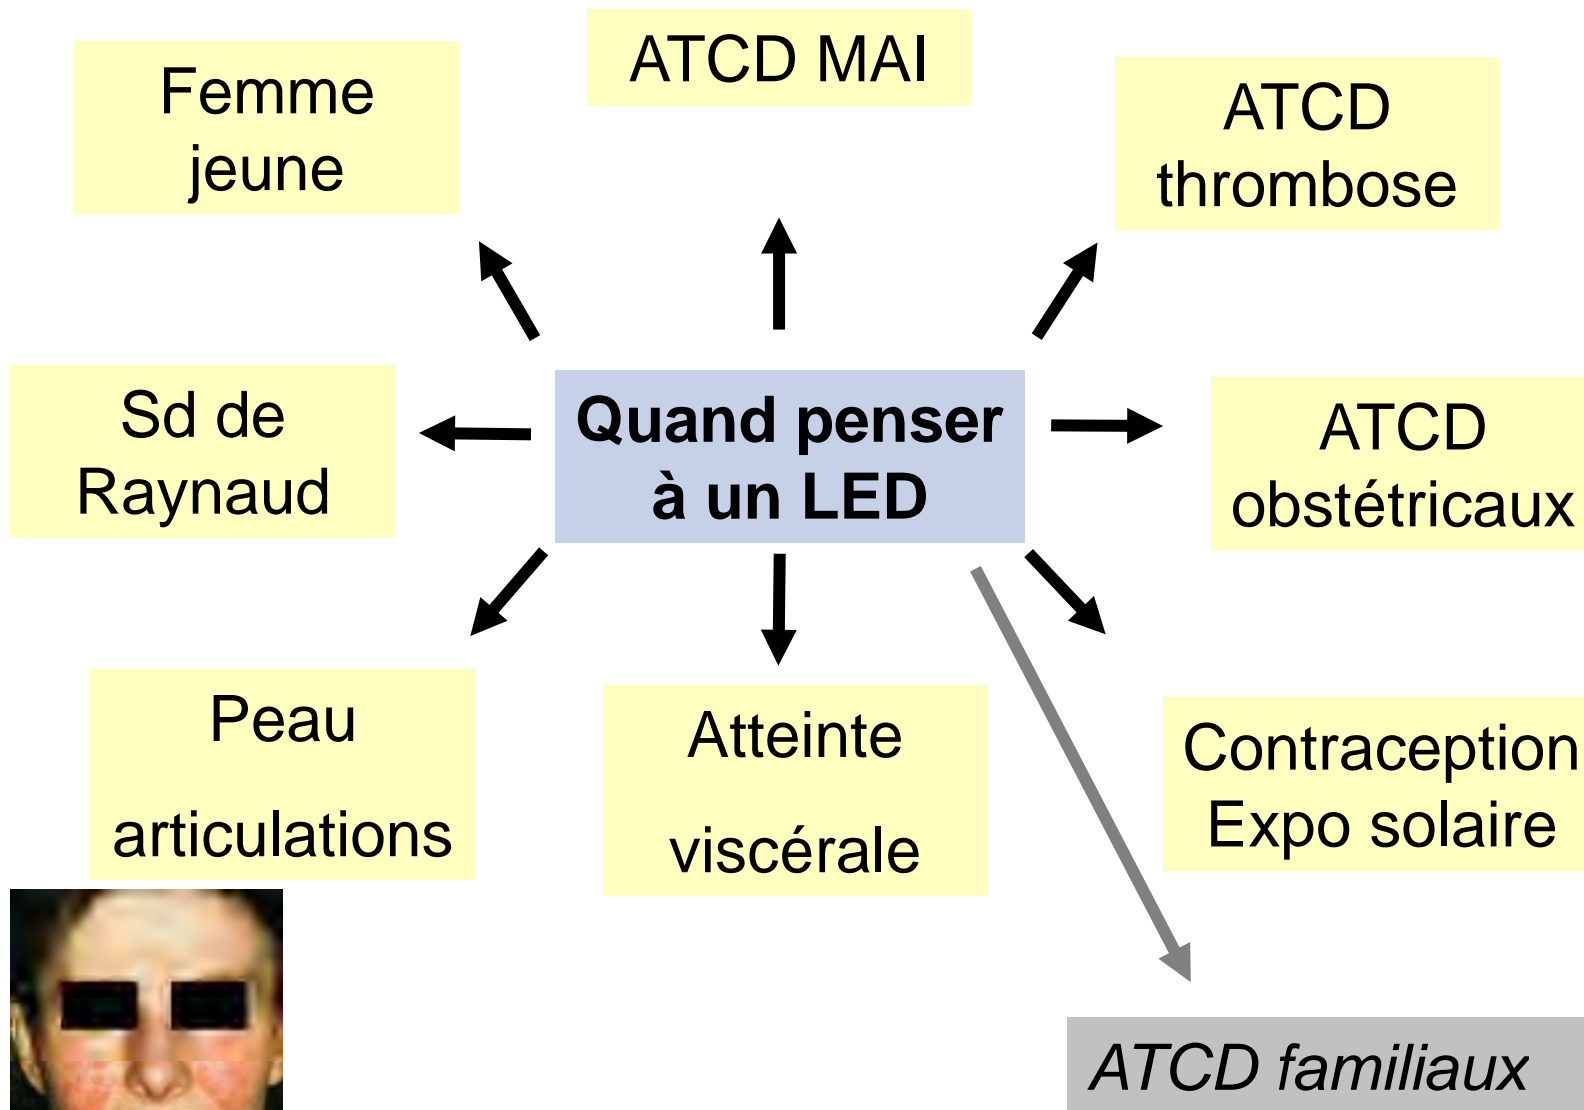 ATCD MAI
Femme
jeune
ATCD
thrombose
Sd de
Raynaud
Quand penser
à un LED
ATCD
obstétricaux
Peau
articulations
Atteinte
viscérale
Contraception
Expo solaire
ATCD familiaux